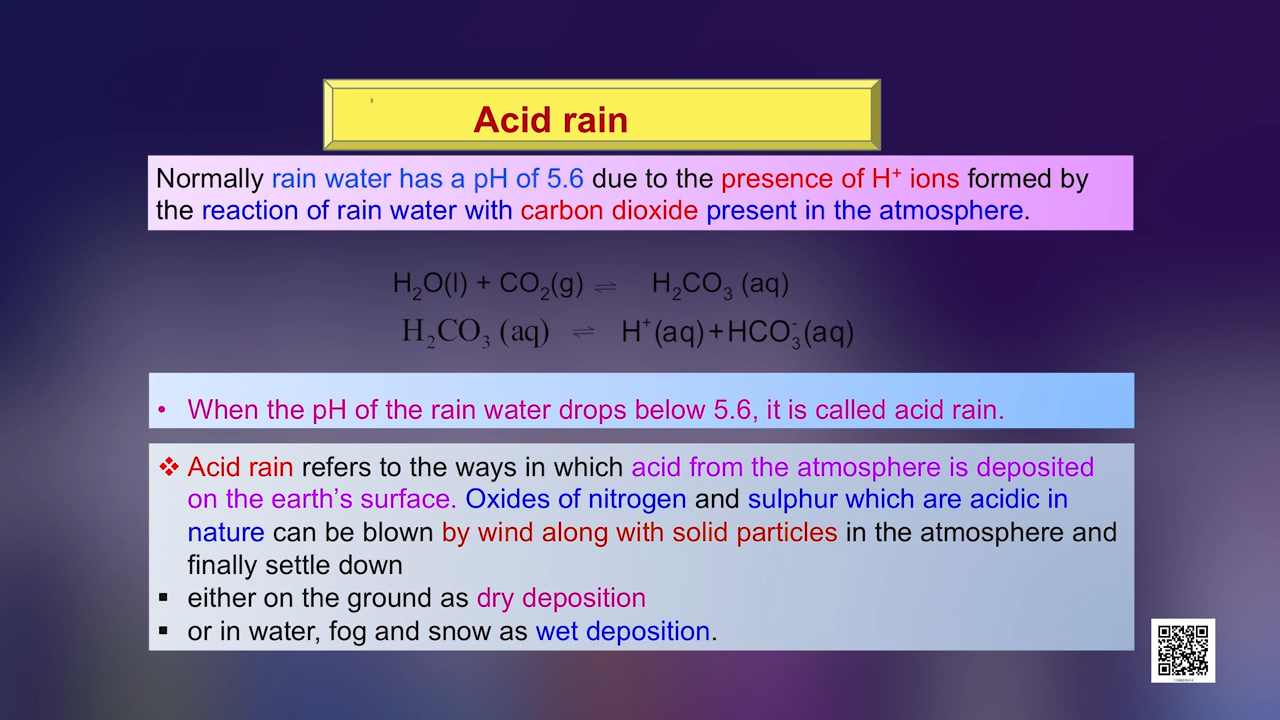 3
Acid rain
Normally rain water has a pH of 5.6 due to the presence of H⁺ ions formed by
the reaction of rain water with carbon dioxide present in the atmosphere.
H₂O(l) + CO₂(g) ⇌ H₂CO₃ (aq)
H₂CO₃ (aq) ⇌ H⁺(aq)+HCO₃⁻(aq)
• When the pH of the rain water drops below 5.6, it is called acid rain.
❖ Acid rain refers to the ways in which acid from the atmosphere is deposited
on the earth’s surface. Oxides of nitrogen and sulphur which are acidic in
nature can be blown by wind along with solid particles in the atmosphere and
finally settle down
▪ either on the ground as dry deposition
▪ or in water, fog and snow as wet deposition.